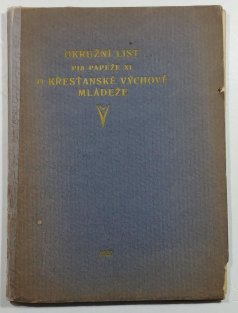 OKRUŽNÍ LIST
PIA PAPEŽE XI
O KŘESŤANSKÉ VÝCHOVĚ
MLÁDEŽE